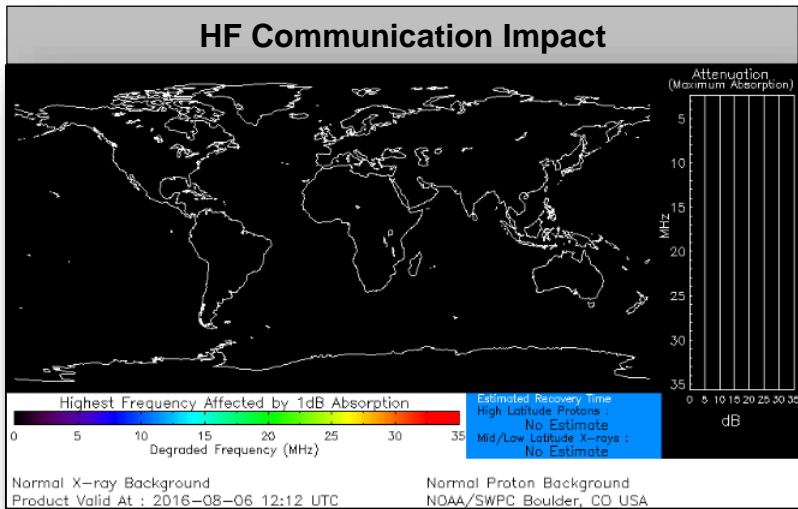 HF Communication Impact
Attenuation
(Maximum Absorption)
5
10
15
20
25
30
35
MHz
0 5 10 15 20 25 30 35
dB
Highest Frequency Affected by 1dB Absorption
0 5 10 15 20 25 30 35
Degraded Frequency (MHz)
Estimated Recovery Time
High Latitude Protons :
No Estimate
Mid/Low Latitude X-rays :
No Estimate
Normal X-ray Background
Normal Proton Background
Product Valid At : 2016-08-06 12:12 UTC
NOAA/SWPC Boulder, CO USA